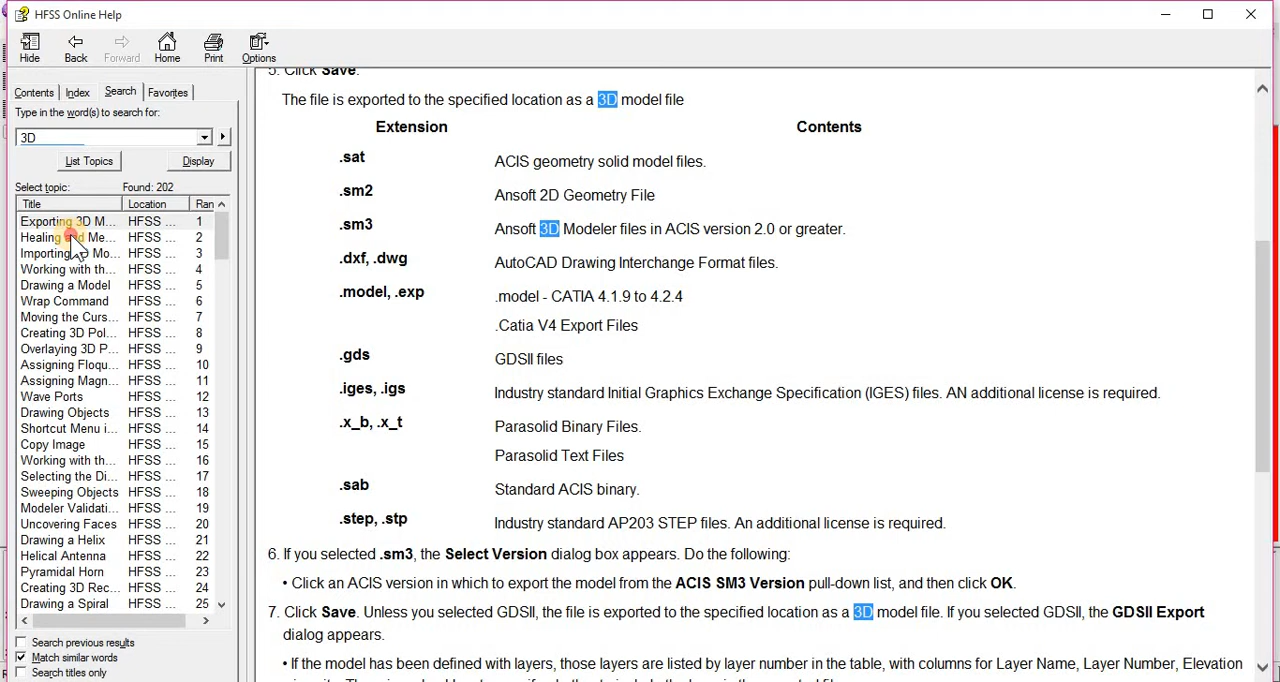 HFSS Online Help
Hide Back Forward Home Print Options
Contents Index Search Favorites
Type in the word(s) to search for:
3D
List Topics Display
Select topic: Found: 202
Title Location Ran
Exporting 3D M... HFSS ... 1
Healing and Me... HFSS ... 2
Importing 3D Mo... HFSS ... 3
Working with th... HFSS ... 4
Drawing a Model HFSS ... 5
Wrap Command HFSS ... 6
Moving the Curs... HFSS ... 7
Creating 3D Pol... HFSS ... 8
Overlaying 3D P... HFSS ... 9
Assigning Floqu... HFSS ... 10
Assigning Magn... HFSS ... 11
Wave Ports HFSS ... 12
Drawing Objects HFSS ... 13
Shortcut Menu i... HFSS ... 14
Copy Image HFSS ... 15
Working with th... HFSS ... 16
Selecting the Di... HFSS ... 17
Sweeping Objects HFSS ... 18
Modeler Validati... HFSS ... 19
Uncovering Faces HFSS ... 20
Drawing a Helix HFSS ... 21
Helical Antenna HFSS ... 22
Pyramidal Horn HFSS ... 23
Creating 3D Rec... HFSS ... 24
Drawing a Spiral HFSS ... 25
Search previous results
Match similar words
Search titles only
5. Click Save.
The file is exported to the specified location as a 3D model file
Extension Contents
.sat ACIS geometry solid model files.
.sm2 Ansoft 2D Geometry File
.sm3 Ansoft 3D Modeler files in ACIS version 2.0 or greater.
.dxf, .dwg AutoCAD Drawing Interchange Format files.
.model, .exp .model - CATIA 4.1.9 to 4.2.4
.Catia V4 Export Files
.gds GDSII files
.iges, .igs Industry standard Initial Graphics Exchange Specification (IGES) files. AN additional license is required.
.x_b, .x_t Parasolid Binary Files.
Parasolid Text Files
.sab Standard ACIS binary.
.step, .stp Industry standard AP203 STEP files. An additional license is required.
6. If you selected .sm3, the Select Version dialog box appears. Do the following:
• Click an ACIS version in which to export the model from the ACIS SM3 Version pull-down list, and then click OK.
7. Click Save. Unless you selected GDSII, the file is exported to the specified location as a 3D model file. If you selected GDSII, the GDSII Export
dialog appears.
• If the model has been defined with layers, those layers are listed by layer number in the table, with columns for Layer Name, Layer Number, Elevation